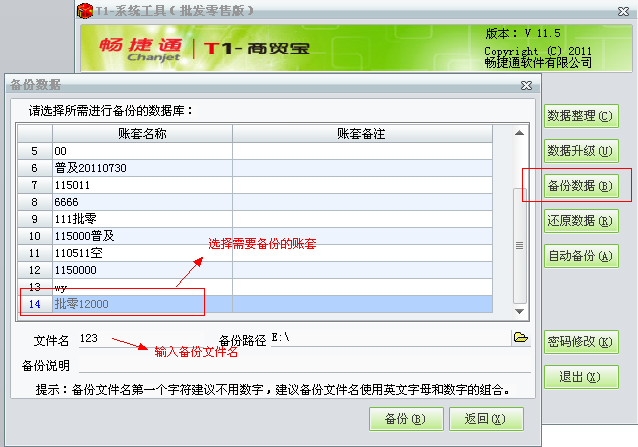 T1-系统工具（批发零售版）
畅捷通
Chanjet
T1-商贸宝
版本：V 11.5
Copyright (C) 2011
畅捷通软件有限公司
备份数据
请选择所需进行备份的数据库：
账套名称 账套备注
5 00
6 普及20110730
7 115011
8 6666
9 111批零
10 115000普及
11 110511空
12 1150000
13 wy
14 批零12000
选择需要备份的账套
文件名 123
输入备份文件名
备份路径 E:\
备份说明
提示：备份文件名第一个字符建议不用数字，建议备份文件名使用英文字母和数字的组合。
备份(B) 返回(X)
数据整理(C)
数据升级(U)
备份数据(B)
还原数据(R)
自动备份(A)
密码修改(K)
退出(X)